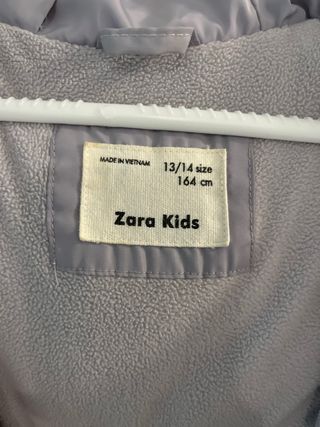 MADE IN VIETNAM 13/14 size
164 cm
Zara Kids